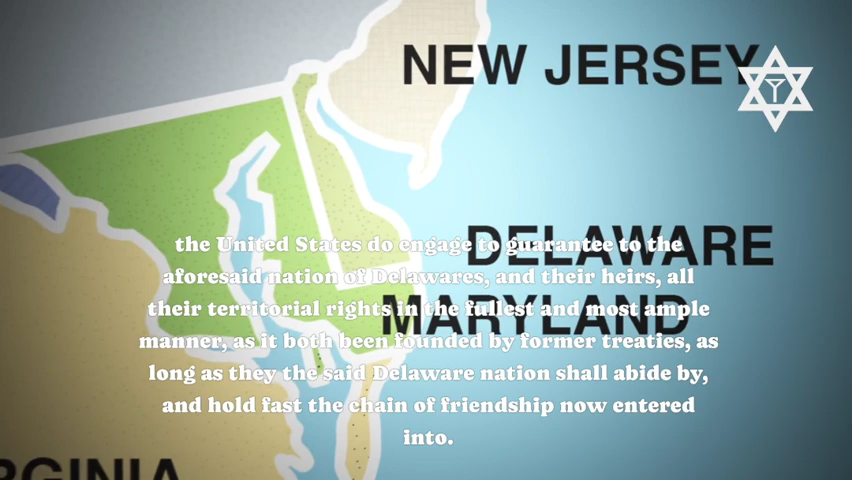 NEW JERSEY
DELAWARE
MARYLAND
the United States do engage to guarantee to the
aforesaid nation of Delawares, and their heirs, all
their territorial rights in the fullest and most ample
manner, as it both been founded by former treaties, as
long as they the said Delaware nation shall abide by,
and hold fast the chain of friendship now entered
into.
RGINIA